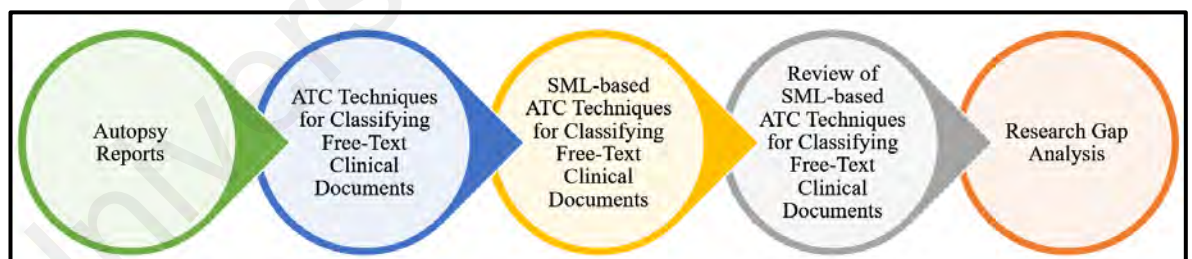 Autopsy
Reports
ATC Techniques
for Classifying
Free-Text
Clinical
Documents
SML-based
ATC Techniques
for Classifying
Free-Text
Clinical
Documents
Review of
SML-based
ATC Techniques
for Classifying
Free-Text
Clinical
Documents
Research Gap
Analysis